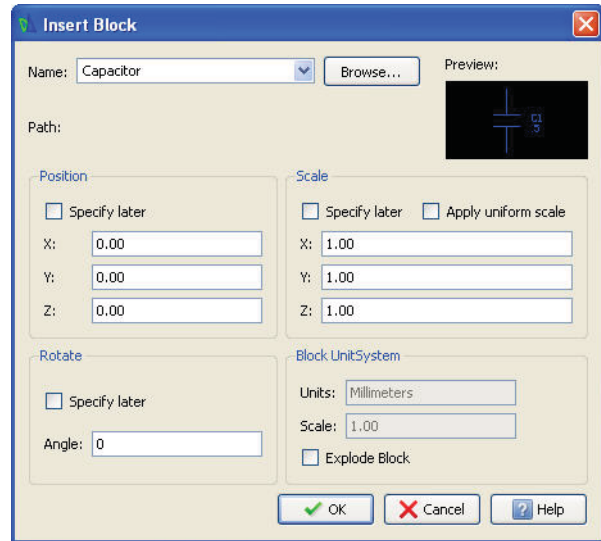 Insert Block
Name: Capacitor Browse... Preview:
C1
5
Path:
Position
Specify later
X: 0.00
Y: 0.00
Z: 0.00
Scale
Specify later Apply uniform scale
X: 1.00
Y: 1.00
Z: 1.00
Rotate
Specify later
Angle: 0
Block UnitSystem
Units: Millimeters
Scale: 1.00
Explode Block
OK Cancel Help